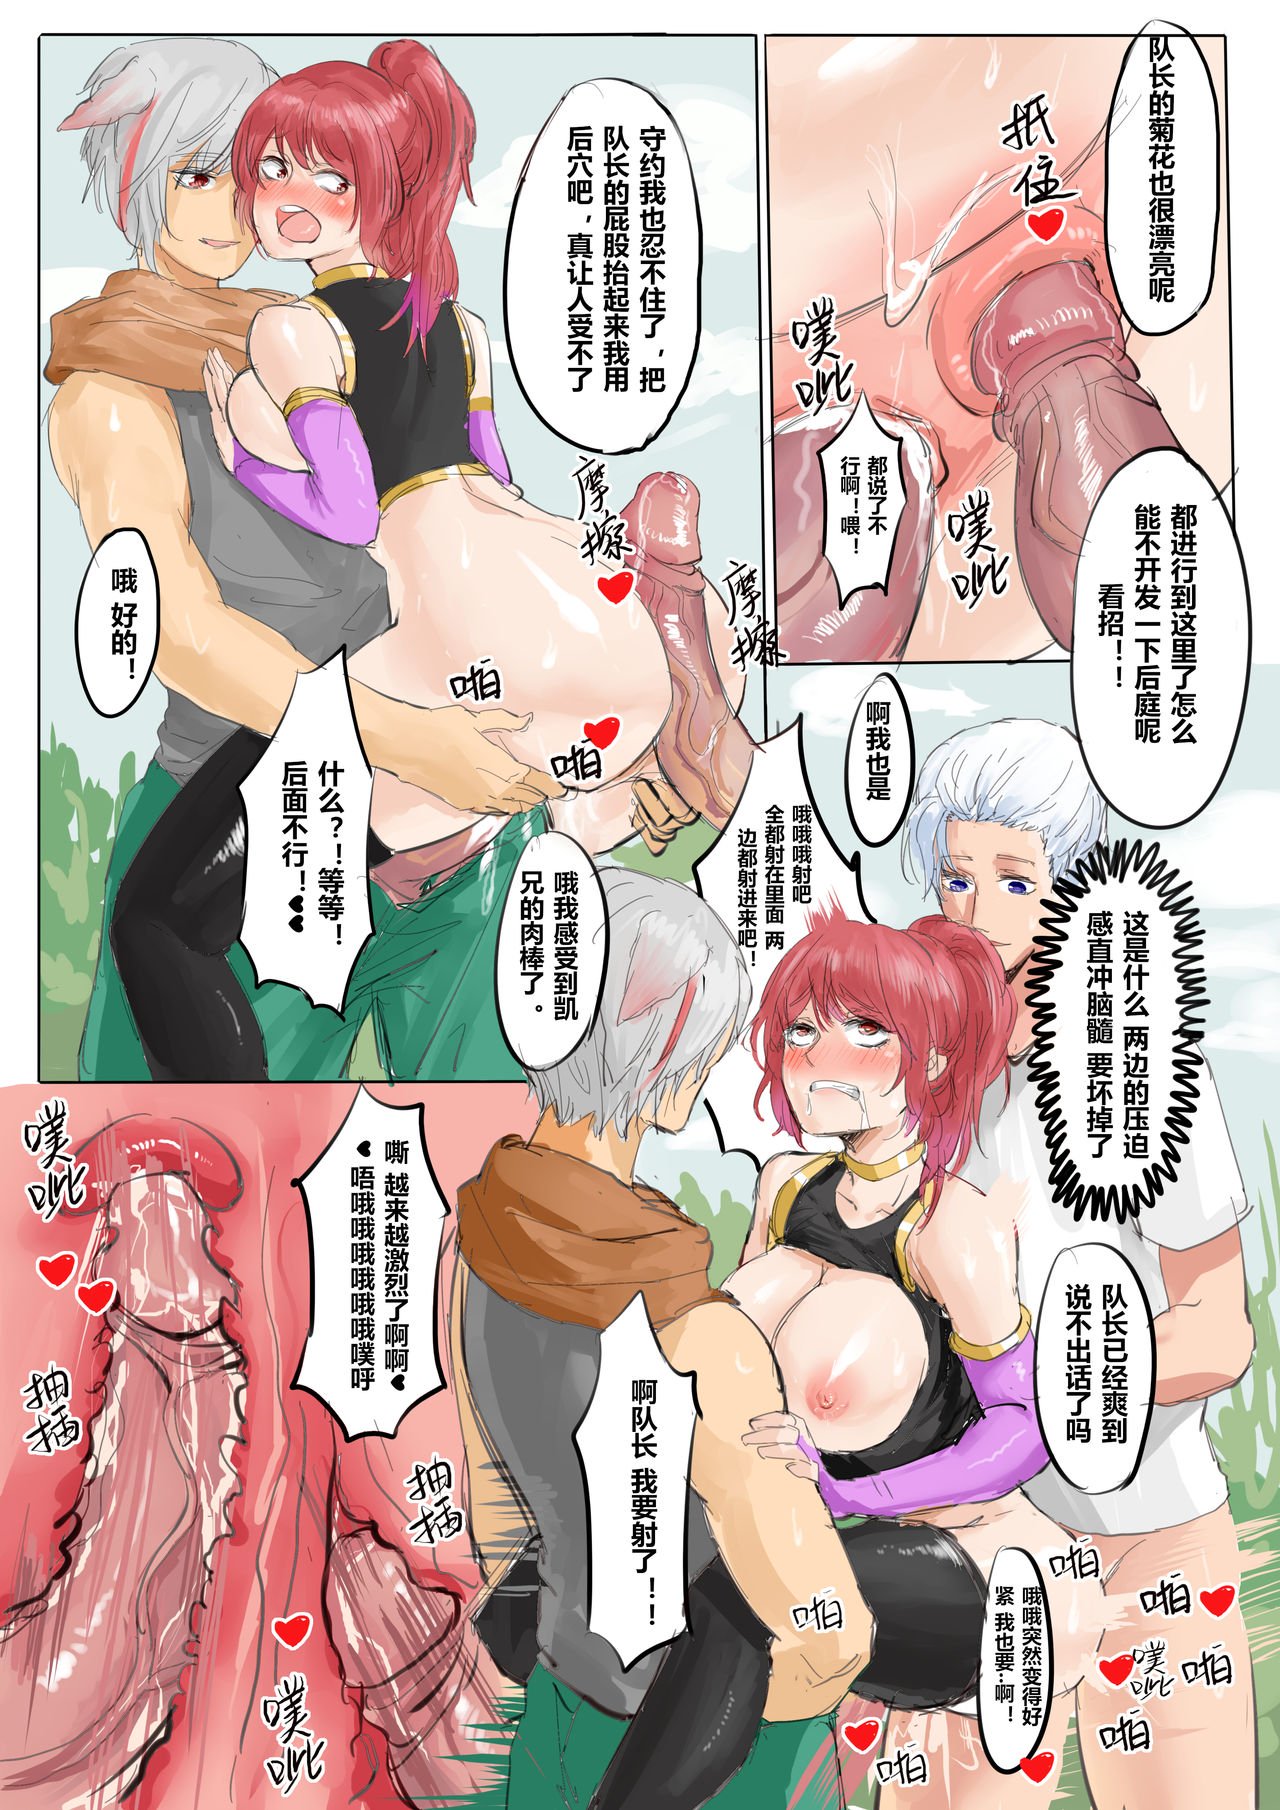 守约我也忍不住了，把
队长的屁股抬起来我用
后穴吧，真让人受不了
哦 好的！
摩擦
摩擦
啪
啪
什么？！等等！
后面不行！♥♥
哦我感受到凯
兄的肉棒了。
队长的菊花也很漂亮呢
抵住
噗呲
噗呲
都说了不
行啊！喂！
都进行到这里了怎么
能不开发一下后庭呢
看招！！
啊我也是
哦哦哦射吧
全都射在里面 两
边都射进来吧！
这是什么 两边的压迫
感直冲脑髓 要坏掉了
队长已经爽到
说不出话了吗
嘶 越来越激烈了啊啊♥
♥唔哦哦哦哦哦哦噗呼
噗呲
抽插
抽插
噗呲
啊队长 我要射了！！
哦哦突然变得好
紧 我也要…啊！
啪
啪
啪
噗呲
啪
啪
啪